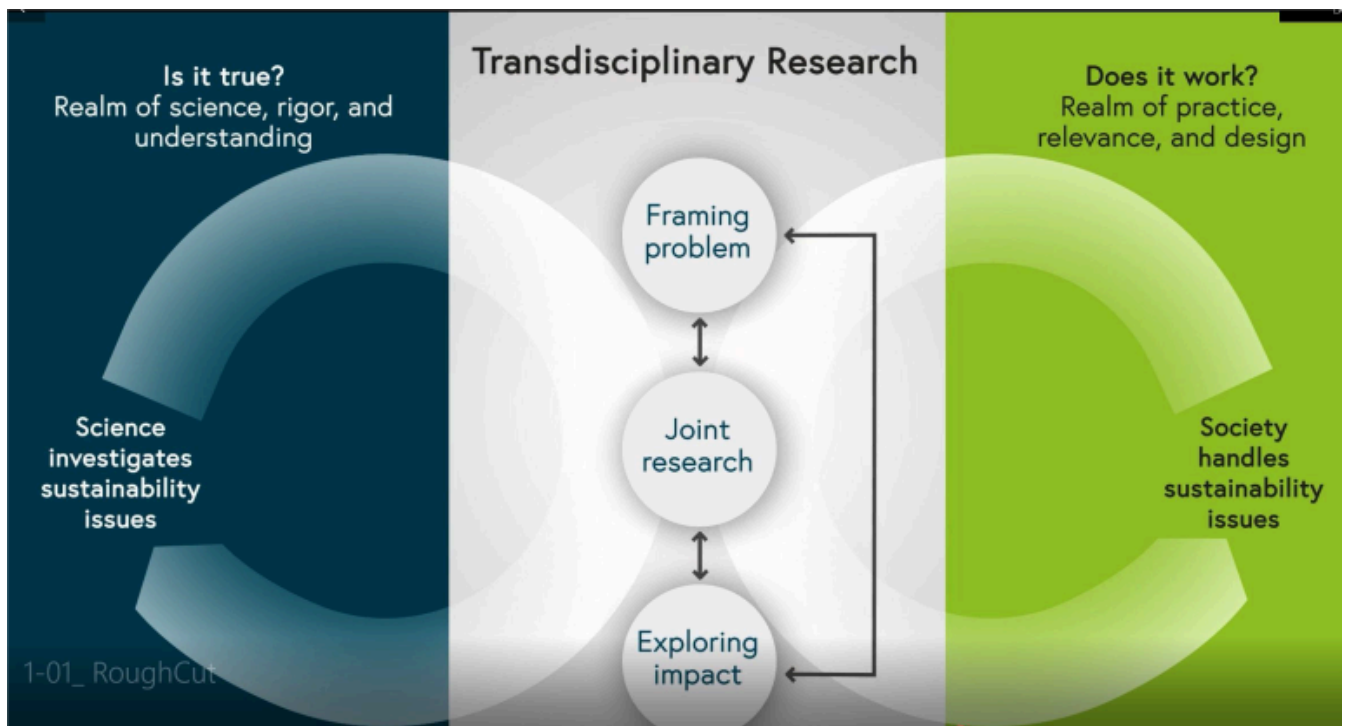 Transdisciplinary Research
Is it true?
Realm of science, rigor, and
understanding
Science
investigates
sustainability
issues
Framing
problem
Joint
research
Exploring
impact
Does it work?
Realm of practice,
relevance, and design
Society
handles
sustainability
issues
1-01_ RoughCut